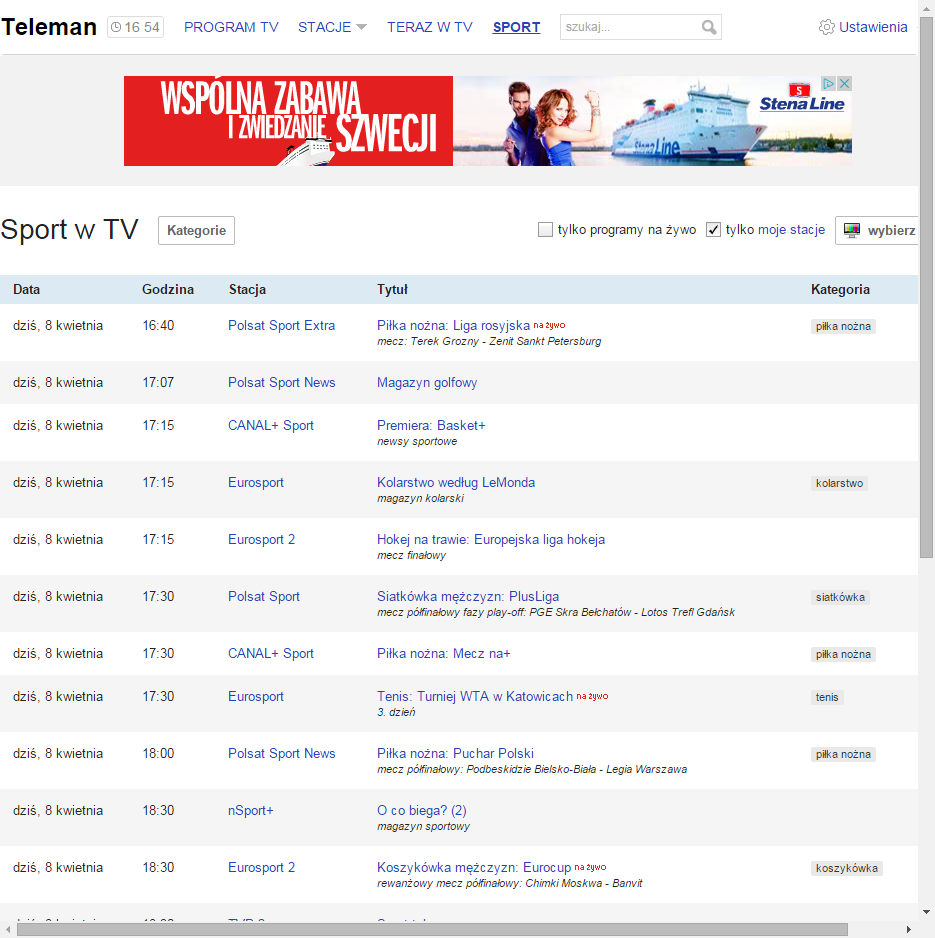 Teleman 16 54 PROGRAM TV STACJE TERAZ W TV SPORT szukaj... Ustawienia
WSPÓLNA ZABAWA
I ZWIEDZANIE SZWECJI
S
Stena Line
Stena Line
Sport w TV Kategorie tylko programy na żywo tylko moje stacje wybierz
Data Godzina Stacja Tytuł Kategoria
dziś, 8 kwietnia 16:40 Polsat Sport Extra Piłka nożna: Liga rosyjska na żywo piłka nożna
mecz: Terek Grozny - Zenit Sankt Petersburg
dziś, 8 kwietnia 17:07 Polsat Sport News Magazyn golfowy
dziś, 8 kwietnia 17:15 CANAL+ Sport Premiera: Basket+
newsy sportowe
dziś, 8 kwietnia 17:15 Eurosport Kolarstwo według LeMonda kolarstwo
magazyn kolarski
dziś, 8 kwietnia 17:15 Eurosport 2 Hokej na trawie: Europejska liga hokeja
mecz finałowy
dziś, 8 kwietnia 17:30 Polsat Sport Siatkówka mężczyzn: PlusLiga siatkówka
mecz półfinałowy fazy play-off: PGE Skra Bełchatów - Lotos Trefl Gdańsk
dziś, 8 kwietnia 17:30 CANAL+ Sport Piłka nożna: Mecz na+ piłka nożna
dziś, 8 kwietnia 17:30 Eurosport Tenis: Turniej WTA w Katowicach na żywo tenis
3. dzień
dziś, 8 kwietnia 18:00 Polsat Sport News Piłka nożna: Puchar Polski piłka nożna
mecz półfinałowy: Podbeskidzie Bielsko-Biała - Legia Warszawa
dziś, 8 kwietnia 18:30 nSport+ O co biega? (2)
magazyn sportowy
dziś, 8 kwietnia 18:30 Eurosport 2 Koszykówka mężczyzn: Eurocup na żywo koszykówka
rewanżowy mecz półfinałowy: Chimki Moskwa - Banvit